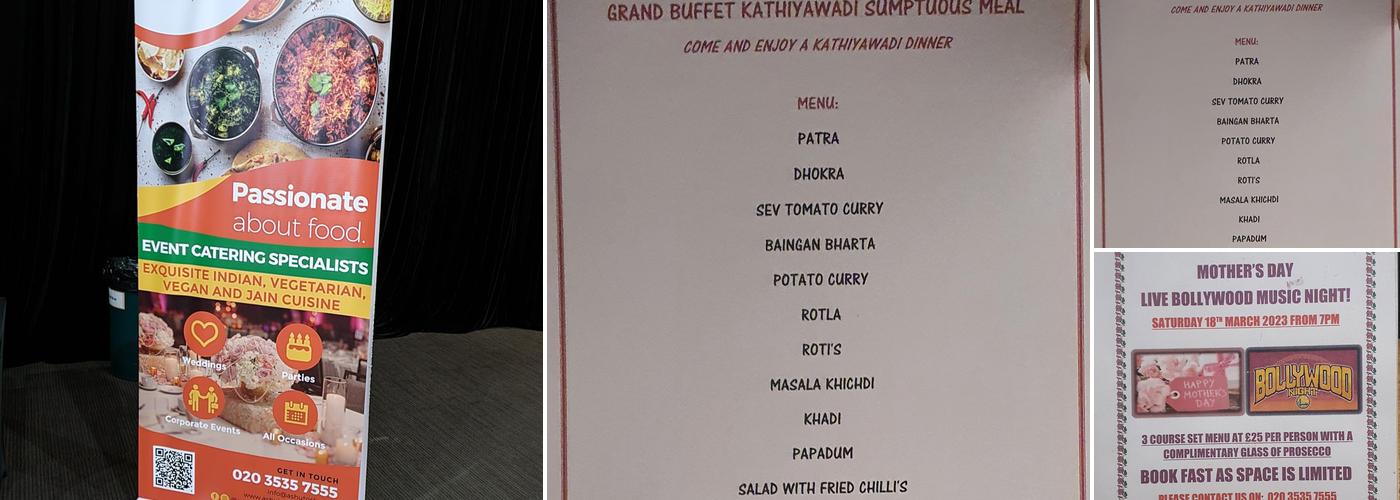 Passionate
about food.
EVENT CATERING SPECIALISTS
EXQUISITE INDIAN, VEGETARIAN,
VEGAN AND JAIN CUISINE
Weddings
Parties
Corporate Events
All Occasions
GET IN TOUCH
020 3535 7555
GRAND BUFFET KATHIYAWADI SUMPTUOUS MEAL
COME AND ENJOY A KATHIYAWADI DINNER
MENU:
PATRA
DHOKRA
SEV TOMATO CURRY
BAINGAN BHARTA
POTATO CURRY
ROTLA
ROTI'S
MASALA KHICHDI
KHADI
PAPADUM
SALAD WITH FRIED CHILLI'S
COME AND ENJOY A KATHIYAWADI DINNER
MENU:
PATRA
DHOKRA
SEV TOMATO CURRY
BAINGAN BHARTA
POTATO CURRY
ROTLA
ROTI'S
MASALA KHICHDI
KHADI
PAPADUM
MOTHER'S DAY
LIVE BOLLYWOOD MUSIC NIGHT!
SATURDAY 18TH MARCH 2023 FROM 7PM
HAPPY
MOTHER'S
DAY
BOLLYWOOD
NIGHT
3 COURSE SET MENU AT £25 PER PERSON WITH A
COMPLIMENTARY GLASS OF PROSECCO
BOOK FAST AS SPACE IS LIMITED
PLEASE CONTACT US ON: 020 3535 7555